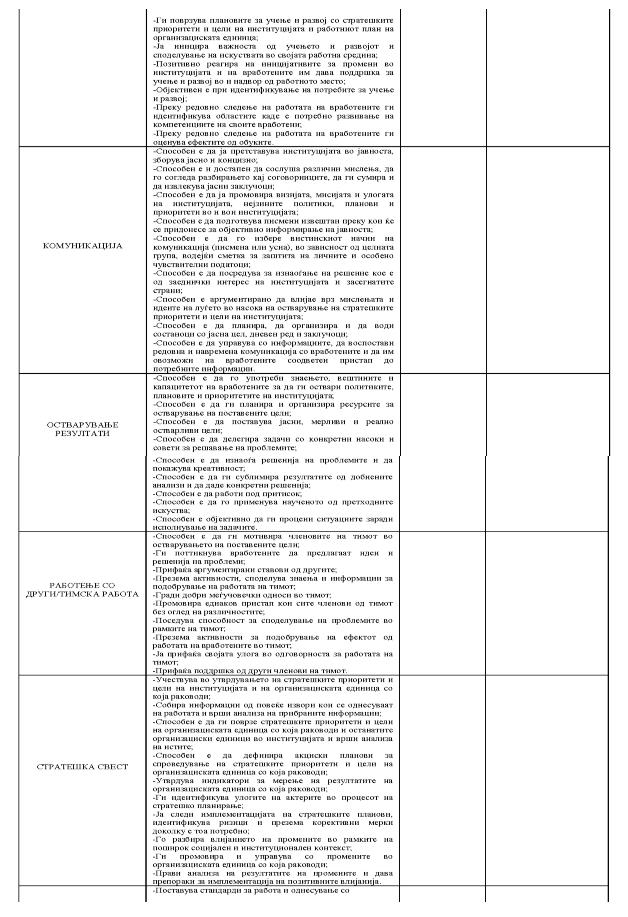 -Ги поврзува плановите за учење и развој со стратешките
приоритети и цели на институцијата и работниот план на
организациската единица;
-Ја иницира важноста од учењето и развојот и
споделување на искуствата во својата работна средина;
-Позитивно реагира на иницијативите за промени во
институцијата и на вработените им дава поддршка за
учење и развој во и надвор од работното место;
-Објективен е при идентификување на потребите за учење
и развој;
-Преку редовно следење на работата на вработените ги
идентификува областите каде е потребно развивање на
компетенциите на своите вработени;
-Преку редовно следење на работата на вработените ги
оценува ефектите од обуките.
КОМУНИКАЦИЈА
-Способен е да ја претставува институцијата во јавноста,
зборува јасно и концизно;
-Способен е и достапен да сослуша различни мислења, да
го согледа разбирањето кај соговорниците, да ги сумира и
да извлекува јасни заклучоци;
-Способен е да ја промовира визијата, мисијата и улогата
на институцијата, нејзините политики, планови и
приоритети во и вон институцијата;
-Способен е да подготвува писмени извештаи преку кои ќе
се придонесе за објективно информирање на јавноста;
-Способен е да го избере вистинскиот начин на
комуникација (писмена или усна), во зависност од целната
група, водејќи сметка за заштита на личните и особено
чувствителни податоци;
-Способен е да посредува за изнаоѓање на решение кое е
од заеднички интерес на институцијата и засегнатите
страни;
-Способен е аргументирано да влијае врз мислењата и
идеите на луѓето во насока на остварување на стратешките
приоритети и цели на институцијата;
-Способен е да планира, да организира и да води
состаноци со јасна цел, дневен ред и заклучоци;
-Способен е да управува со информациите, да воспостави
редовна и навремена комуникација со вработените и да им
овозможи на вработените соодветен пристап до
потребните информации.
ОСТВАРУВАЊЕ
РЕЗУЛТАТИ
-Способен е да го употреби знаењето, вештините и
капацитетот на вработените за да ги оствари политиките,
плановите и приоритетите на институцијата;
-Способен е да ги планира и организира ресурсите за
остварување на поставените цели;
-Способен е да поставува јасни, мерливи и реално
остварливи цели;
-Способен е да делегира задачи со конкретни насоки и
совети за решавање на проблемите;
-Способен е да изнаоѓа решенија на проблемите и да
покажува креативност;
-Способен е да ги сублимира резултатите од добиените
анализи и да даде конкретни решенија;
-Способен е да работи под притисок;
-Способен е да го применува наученото од претходните
искуства;
-Способен е објективно да ги процени ситуациите заради
исполнување на задачите.
РАБОТЕЊЕ СО
ДРУГИ/ТИМСКА РАБОТА
-Способен е да ги мотивира членовите на тимот во
остварувањето на поставените цели;
-Ги поттикнува вработените да предлагаат идеи и
решенија на проблеми;
-Прифаќа аргументирани ставови од другите;
-Презема активности, споделува знаења и информации за
подобрување на работата на тимот;
-Гради добри меѓучовечки односи во тимот;
-Промовира еднаков пристап кон сите членови од тимот
без оглед на различностите;
-Поседува способност за споделување на проблемите во
рамките на тимот;
-Презема активности за подобрување на ефектот од
работата на вработените во тимот;
-Ја прифаќа својата улога во одговорноста за работата на
тимот;
-Прифаќа поддршка од други членови на тимот.
СТРАТЕШКА СВЕСТ
-Учествува во утврдувањето на стратешките приоритети и
цели на институцијата и на организациската единица со
која раководи;
-Собира информации од повеќе извори кои се однесуваат
на работата и врши анализа на прибраните информации;
-Способен е да ги поврзе стратешките приоритети и цели
на организациската единица со која раководи и останатите
организациски единици во институцијата и врши анализа
на истите;
-Способен е да дефинира акциски планови за
спроведување на стратешките приоритети и цели на
организациската единица со која раководи;
-Утврдува индикатори за мерење на резултатите на
организациската единица со која раководи;
-Ги идентификува улогите на актерите во процесот на
стратешко планирање;
-Ја следи имплементацијата на стратешките планови,
идентификува ризици и презема корективни мерки
доколку е тоа потребно;
-Го разбира влијанието на промените во рамките на
поширок социјален и институционален контекст;
-Ги промовира и управува со промените во
организациската единица со која раководи;
-Прави анализа на резултатите на промените и дава
препораки за имплементација на позитивните влијанија.
-Поставува стандарди за работа и однесување со